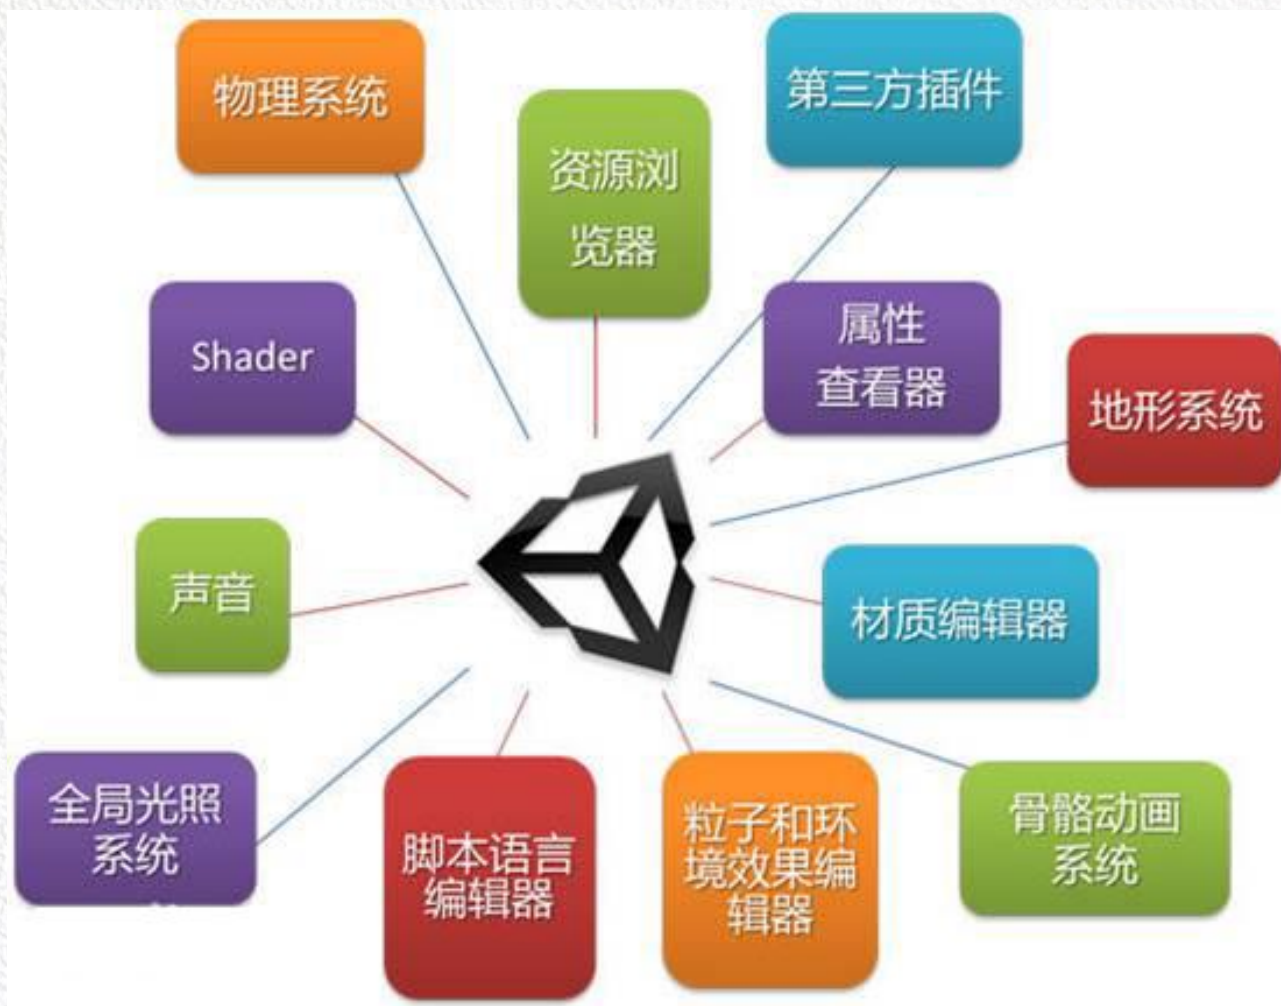 物理系统
第三方插件
资源浏
览器
Shader
属性
查看器
地形系统
声音
材质编辑器
全局光照
系统
脚本语言
编辑器
粒子和环
境效果编
辑器
骨骼动画
系统